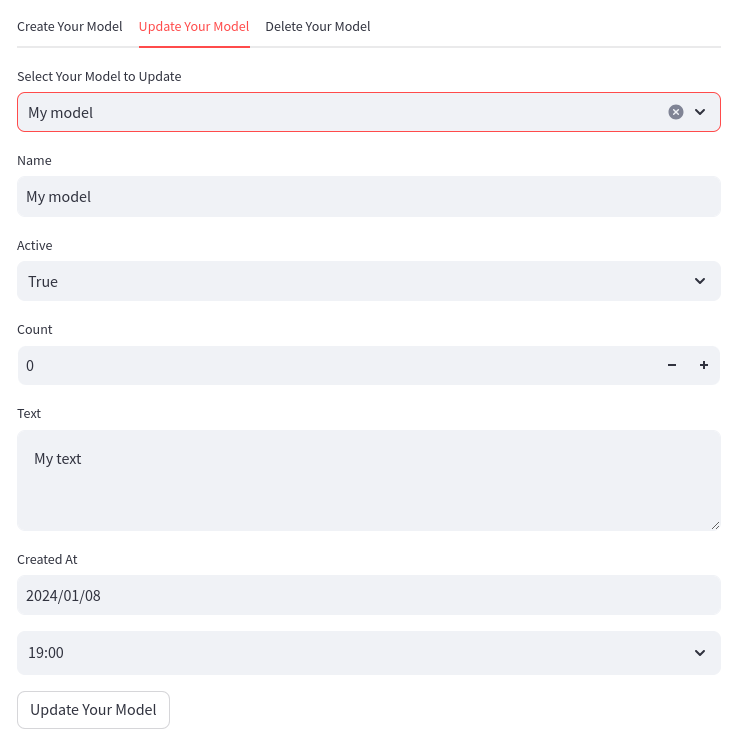 Create Your Model Update Your Model Delete Your Model
Select Your Model to Update
My model
Name
My model
Active
True
Count
0
Text
My text
Created At
2024/01/08
19:00
Update Your Model